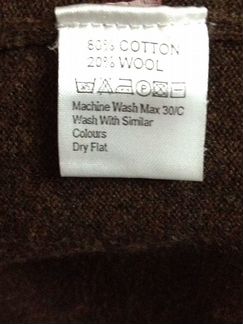 80% COTTON
20% WOOL
Machine Wash Max 30/C
Wash With Similar
Colours
Dry Flat